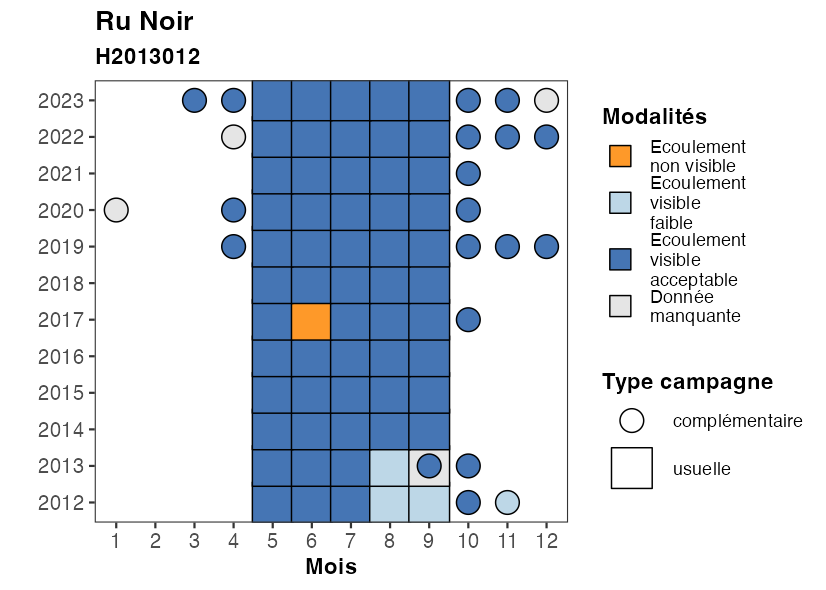 Ru Noir
H2013012
2023
2022
2021
2020
2019
2018
2017
2016
2015
2014
2013
2012
1 2 3 4 5 6 7 8 9 10 11 12
Mois
Modalités
Ecoulement
non visible
Ecoulement
visible
faible
Ecoulement
visible
acceptable
Donnée
manquante
Type campagne
complémentaire
usuelle